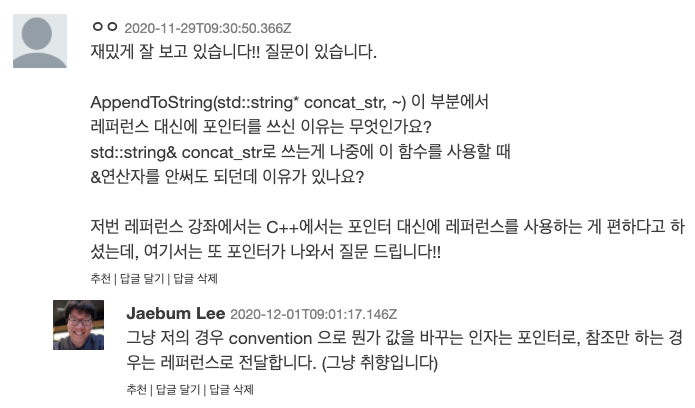 ㅇㅇ 2020-11-29T09:30:50.366Z
재밌게 잘 보고 있습니다!! 질문이 있습니다.
AppendToString(std::string* concat_str, ~) 이 부분에서
레퍼런스 대신에 포인터를 쓰신 이유는 무엇인가요?
std::string& concat_str로 쓰는게 나중에 이 함수를 사용할 때
&연산자를 안써도 되던데 이유가 있나요?
저번 레퍼런스 강좌에서는 C++에서는 포인터 대신에 레퍼런스를 사용하는 게 편하다고 하
셨는데, 여기서는 또 포인터가 나와서 질문 드립니다!!
추천 | 답글 달기 | 답글 삭제
Jaebum Lee 2020-12-01T09:01:17.146Z
그냥 저의 경우 convention 으로 뭔가 값을 바꾸는 인자는 포인터로, 참조만 하는 경
우는 레퍼런스로 전달합니다. (그냥 취향입니다)
추천 | 답글 달기 | 답글 삭제